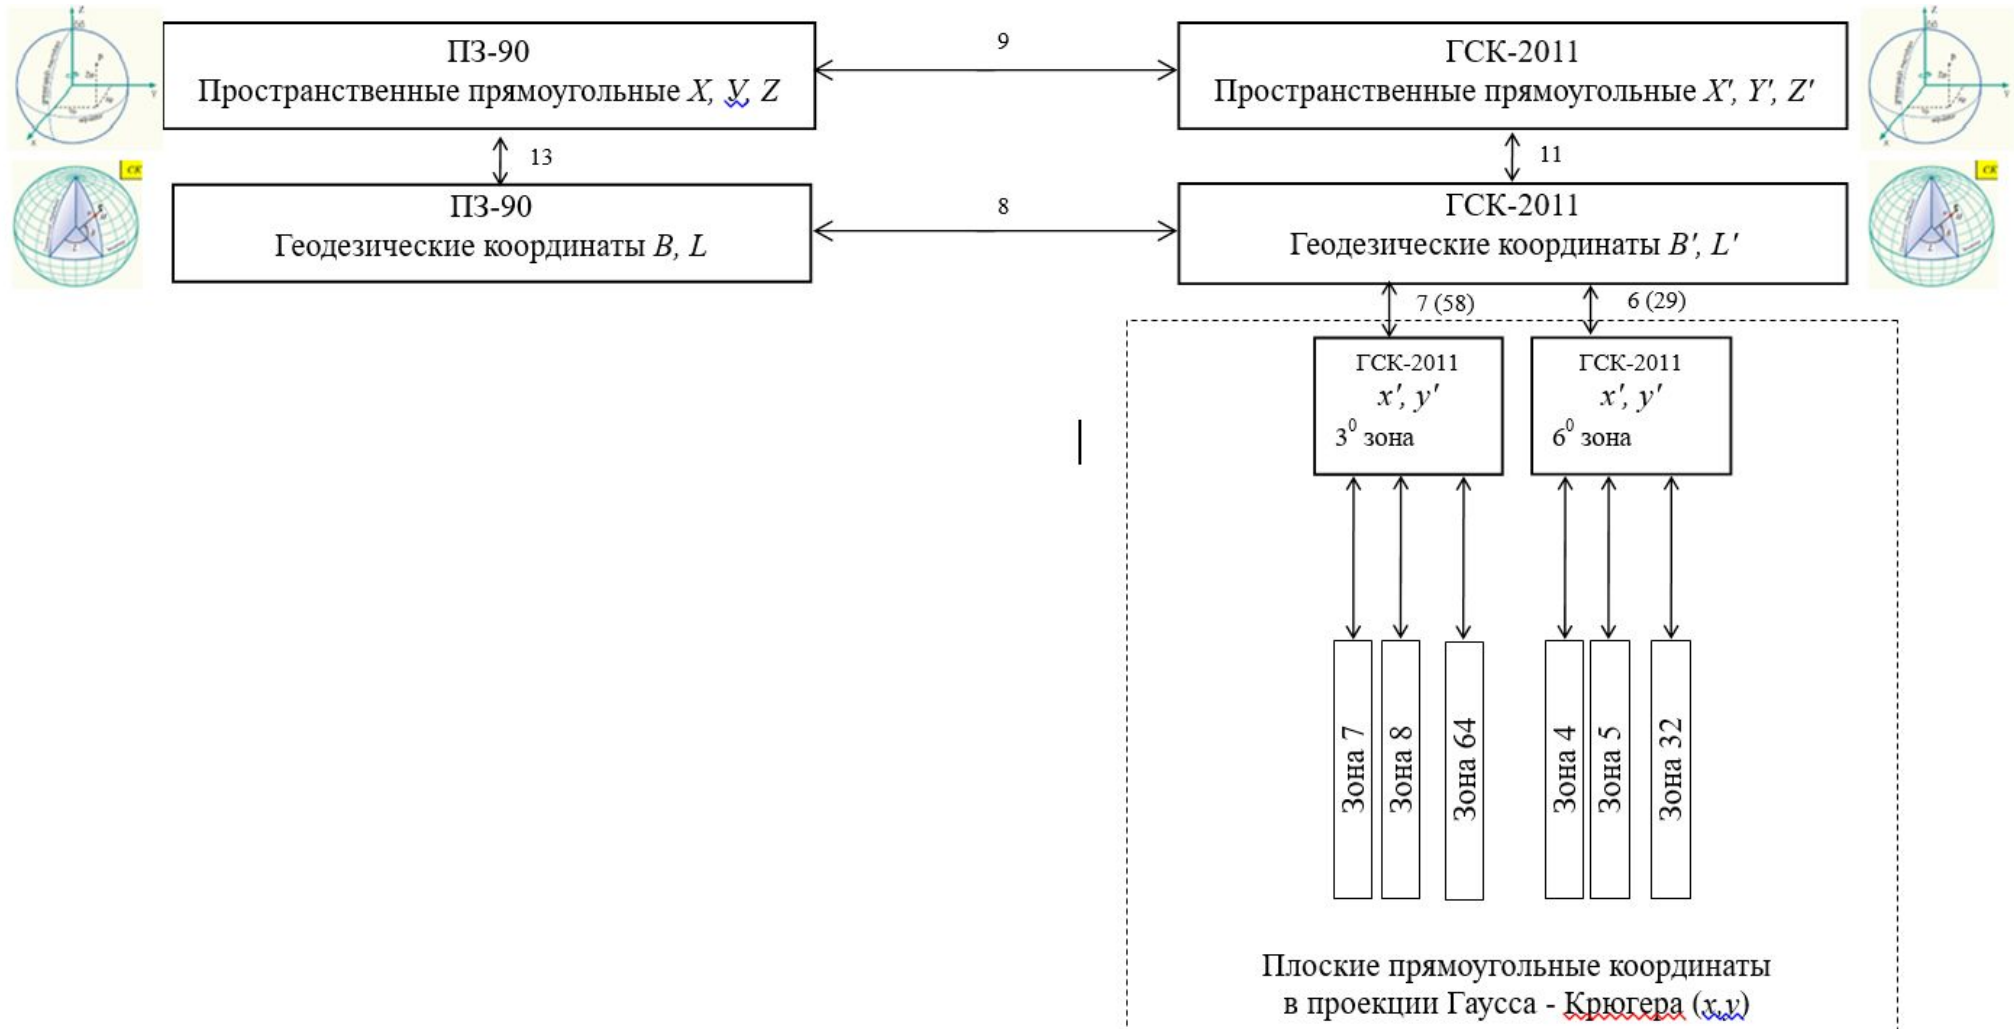 ПЗ-90
Пространственные прямоугольные X, У, Z
9
ГСК-2011
Пространственные прямоугольные X′, Y′, Z′
13
11
СК
СК
ПЗ-90
Геодезические координаты B, L
8
ГСК-2011
Геодезические координаты B′, L′
7 (58)
6 (29)
ГСК-2011
x′, y′
3⁰ зона
ГСК-2011
x′, y′
6⁰ зона
Зона 7
Зона 8
Зона 64
Зона 4
Зона 5
Зона 32
Плоские прямоугольные координаты
в проекции Гаусса - Крюгера (x,y)